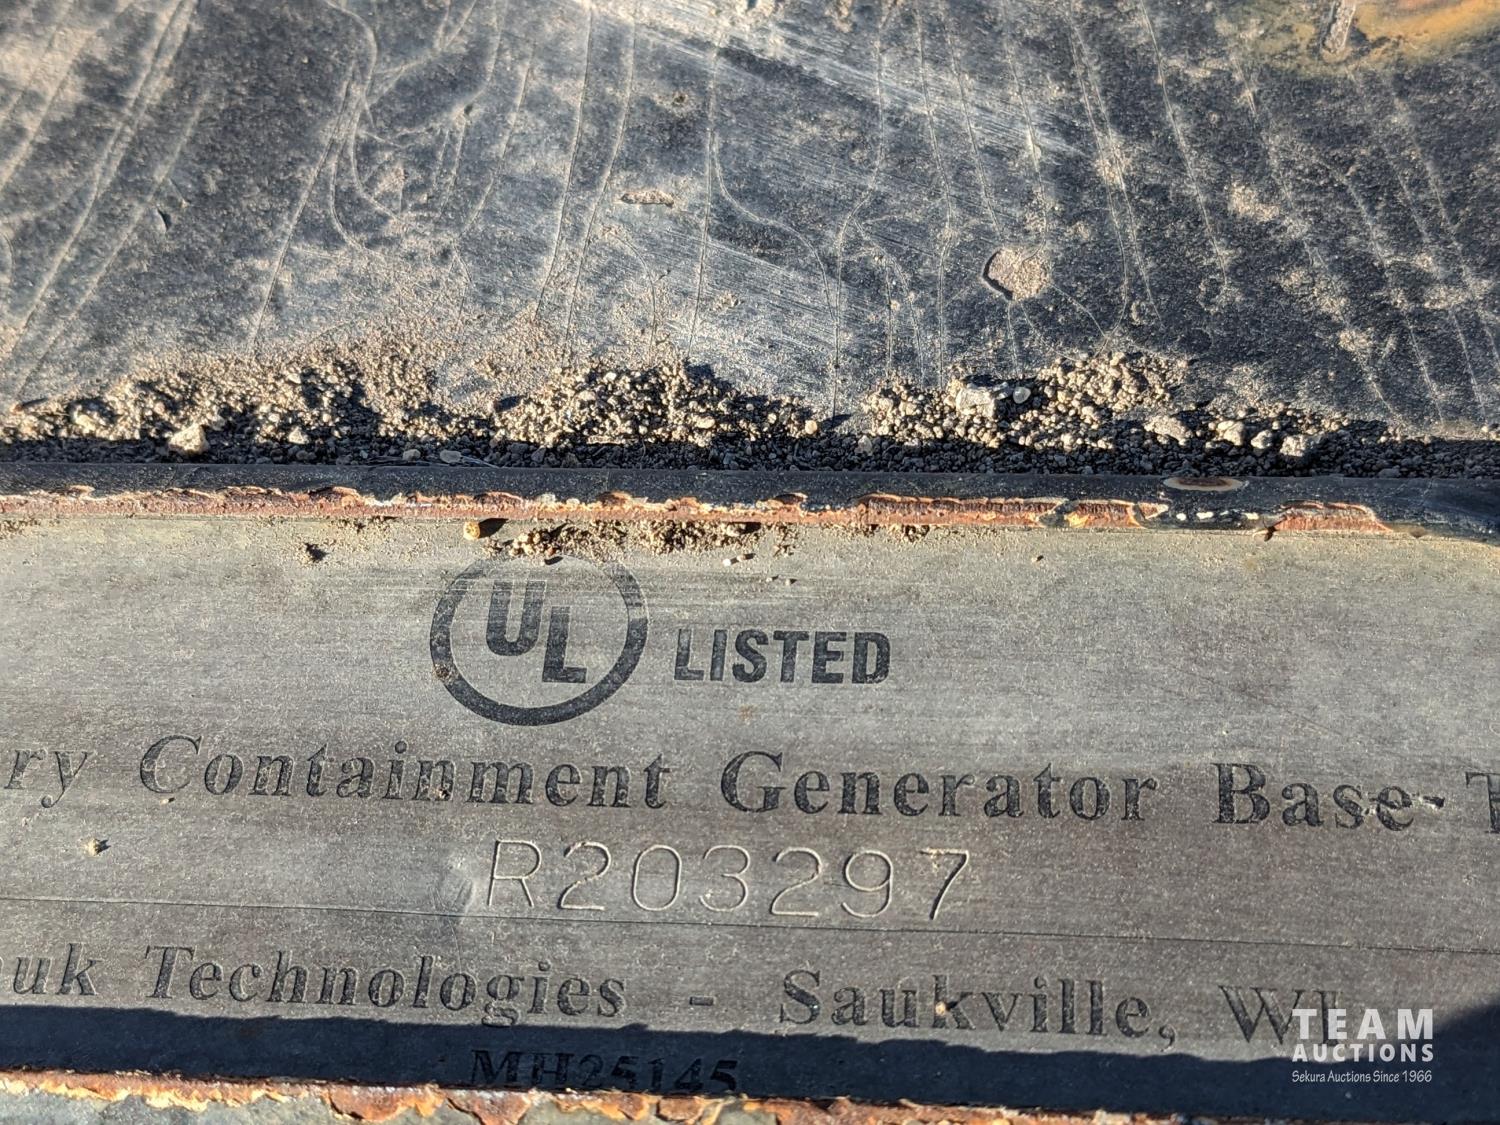 UL LISTED
ry Containment Generator Base-T
R203297
uk Technologies - Saukville, WI
MH25145
TEAM
AUCTIONS
Sekura Auctions Since 1966